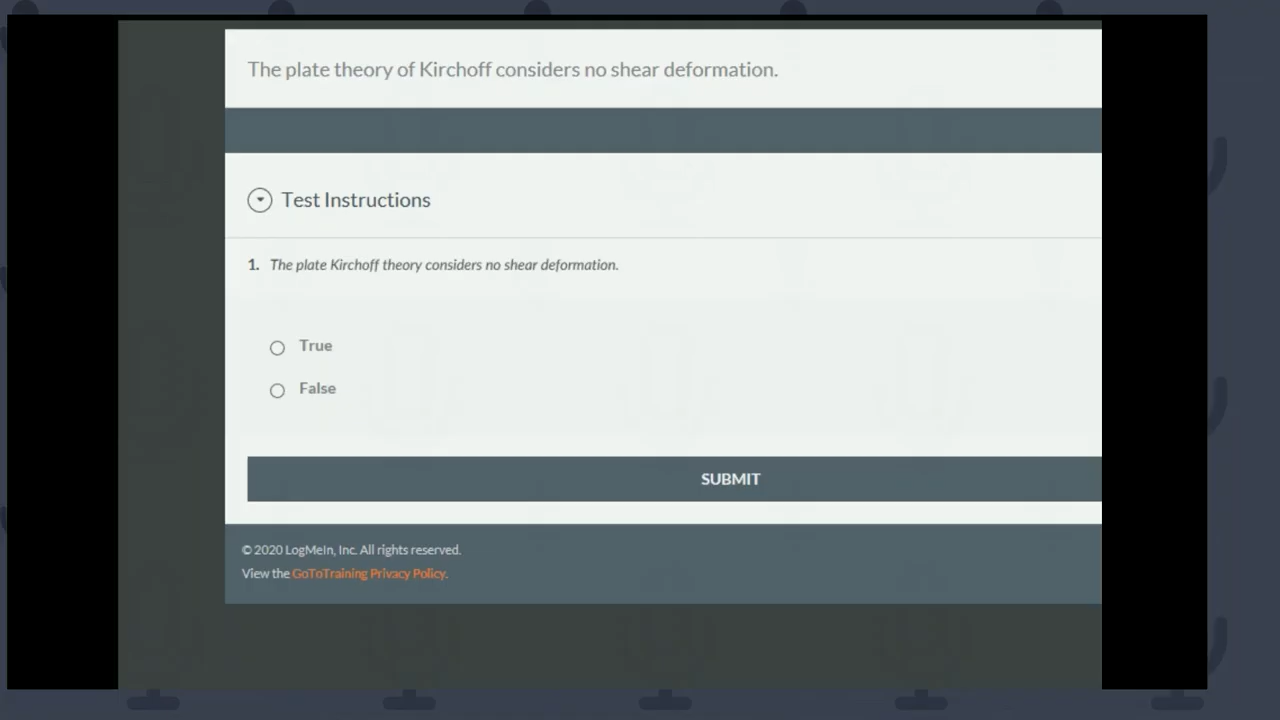 The plate theory of Kirchoff considers no shear deformation.
Test Instructions
1. The plate Kirchoff theory considers no shear deformation.
True
False
SUBMIT
© 2020 LogMeIn, Inc. All rights reserved.
View the GoToTraining Privacy Policy.